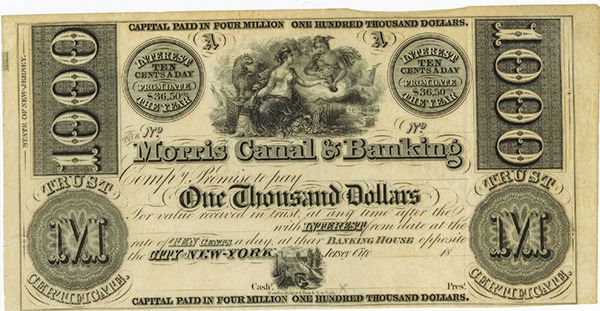 CAPITAL PAID IN FOUR MILLION ONE HUNDRED THOUSAND DOLLARS.
STATE OF NEW-JERSEY.
1000
A
A
1000
INTEREST
TEN
CENTS A DAY
FROM DATE
$36,50
THE YEAR
INTEREST
TEN
CENTS A DAY
FROM DATE
$36,50
THE YEAR
No
No
Morris Canal & Banking
Comp.y Promise to pay
TRUST
One Thousand Dollars
TRUST
For value received in trust, at any time after the
with INTEREST from date at the
M
rate of TEN CENTS a day, at their BANKING HOUSE opposite
M
the CITY of NEW-YORK
Jersey City 18
CERTIFICATE.
Cash.r
Pres.t
CERTIFICATE.
CAPITAL PAID IN FOUR MILLION ONE HUNDRED THOUSAND DOLLARS.